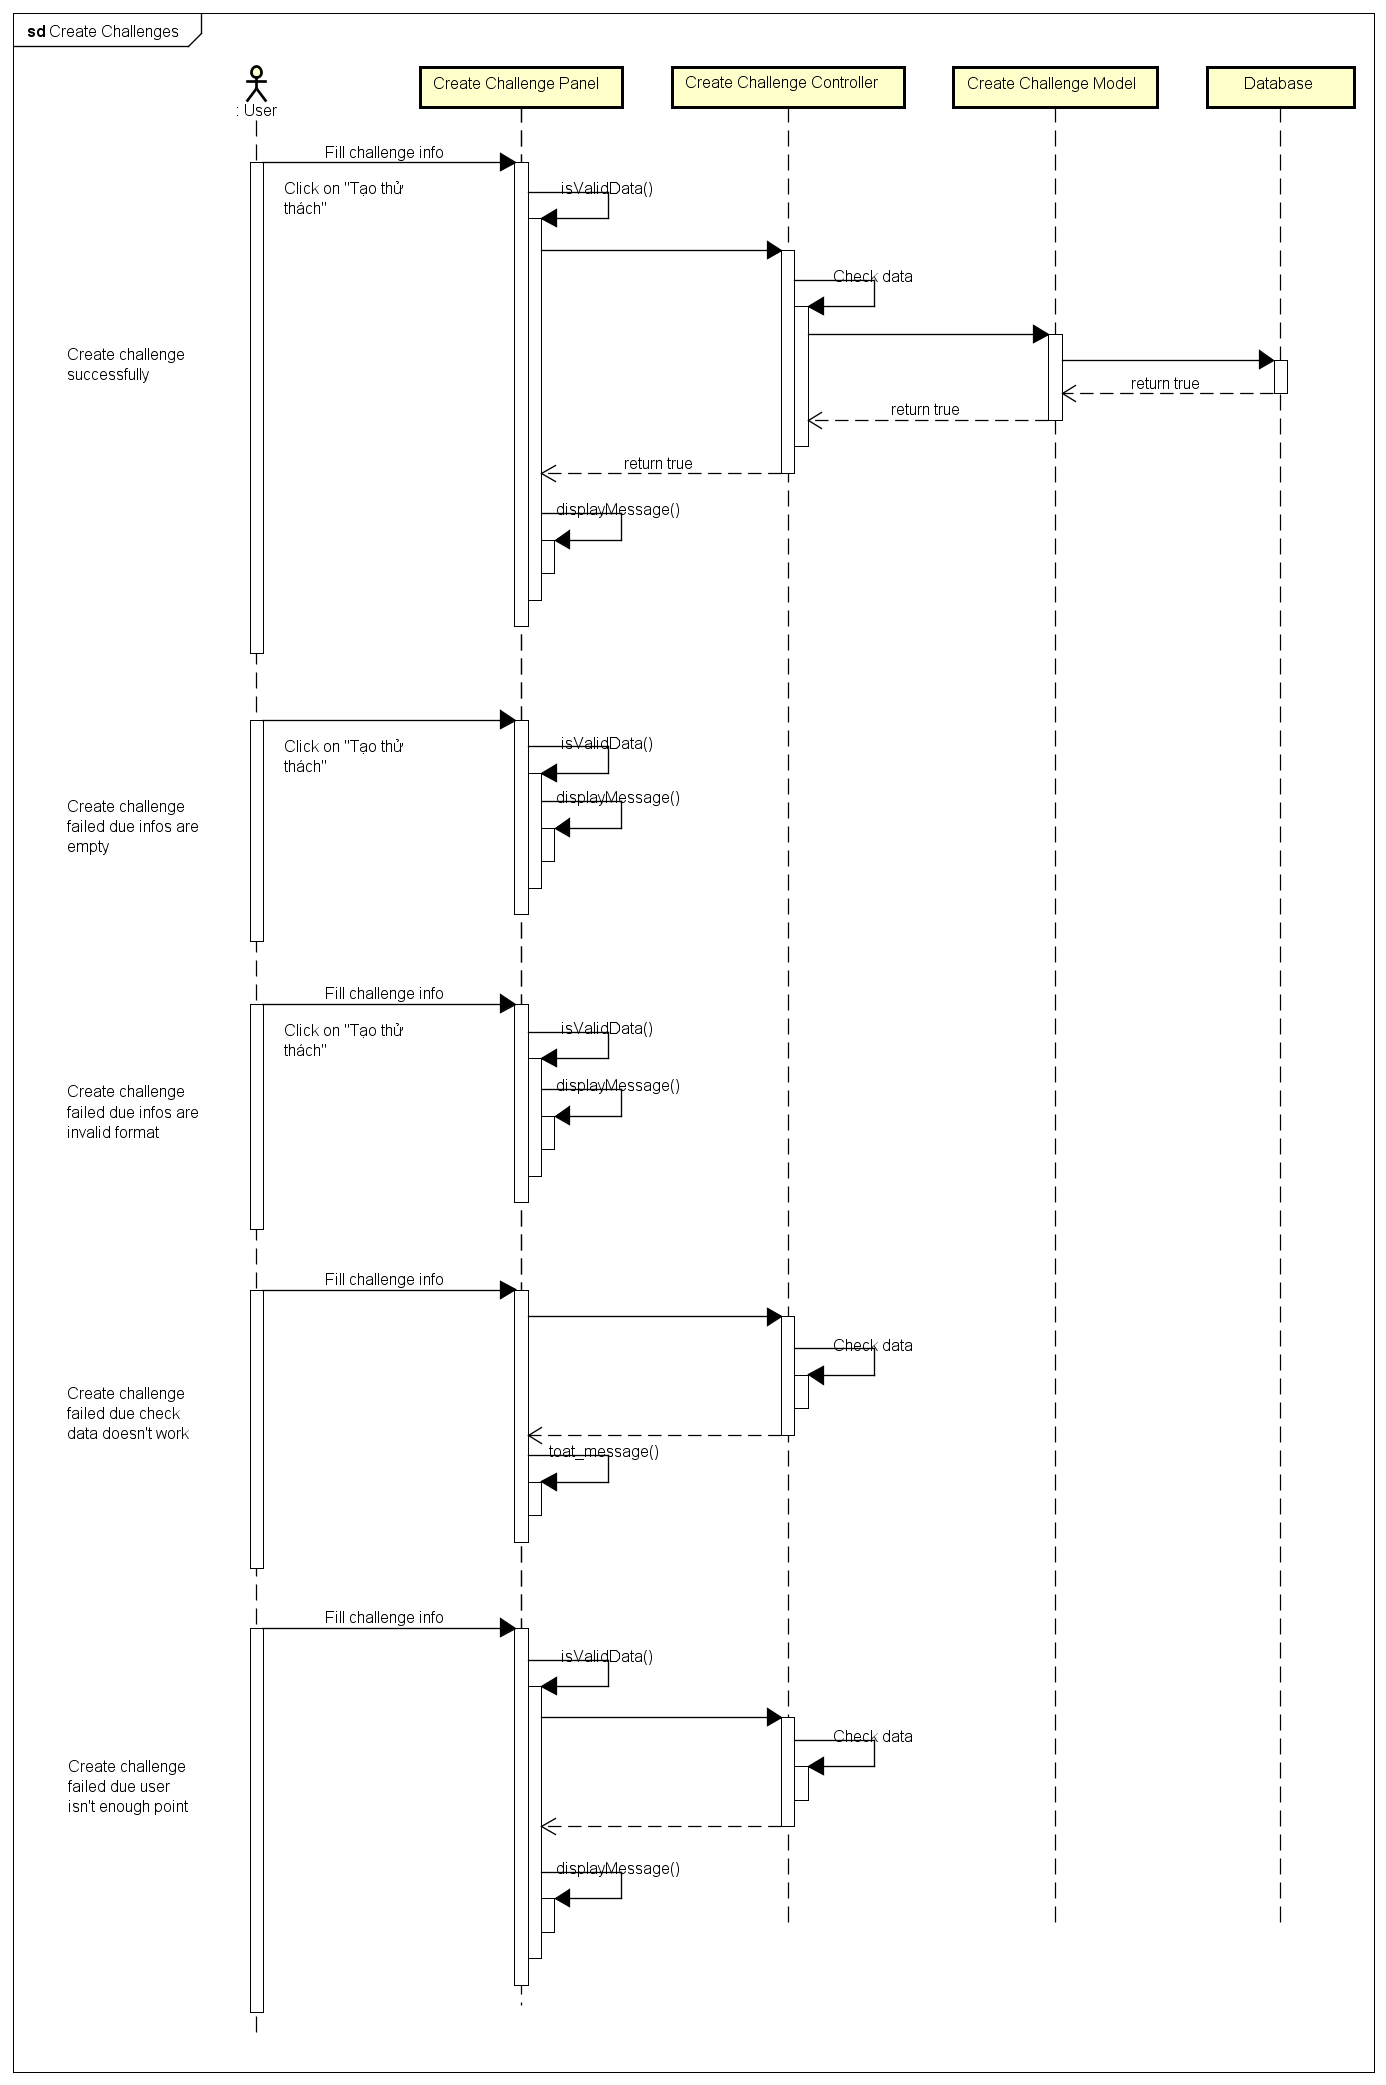 sd Create Challenges
: User
Create Challenge Panel
Create Challenge Controller
Create Challenge Model
Database
Fill challenge info
Click on "Tạo thử
thách"
isValidData()
Check data
Create challenge
successfully
return true
return true
return true
displayMessage()
Click on "Tạo thử
thách"
isValidData()
displayMessage()
Create challenge
failed due infos are
empty
Fill challenge info
Click on "Tạo thử
thách"
isValidData()
displayMessage()
Create challenge
failed due infos are
invalid format
Fill challenge info
Check data
Create challenge
failed due check
data doesn't work
toat_message()
Fill challenge info
isValidData()
Check data
Create challenge
failed due user
isn't enough point
displayMessage()